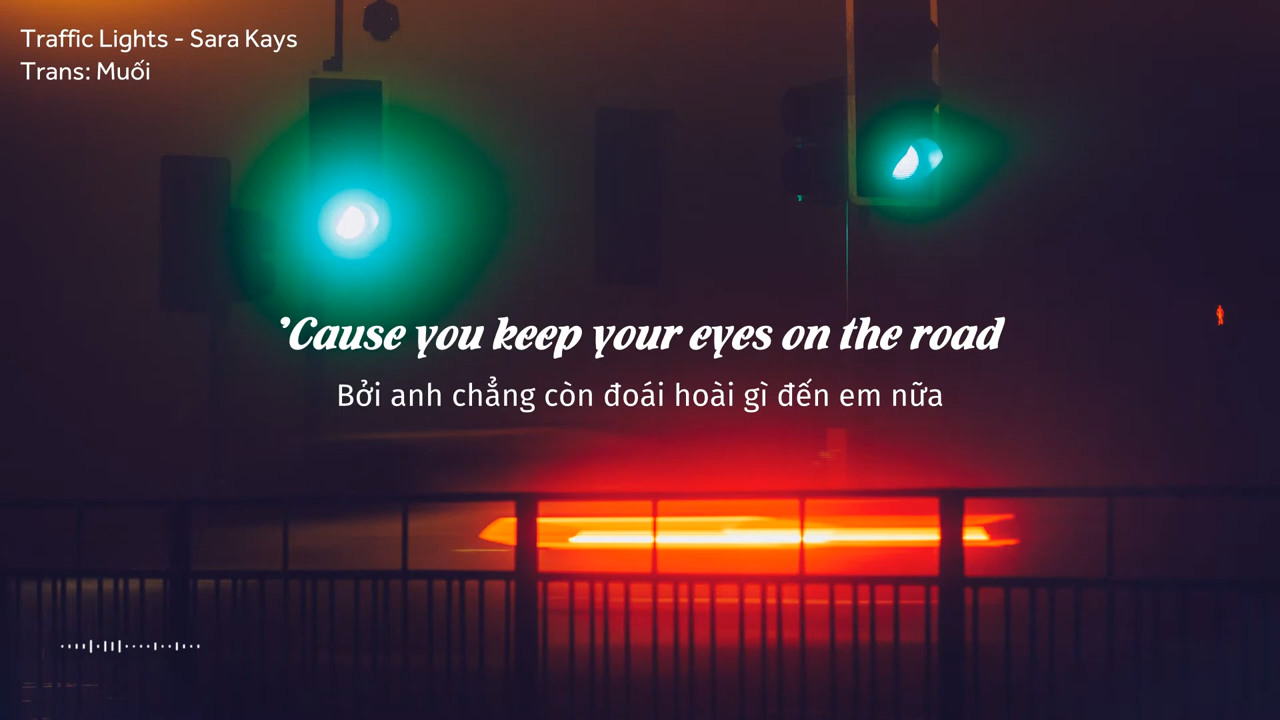 Traffic Lights - Sara Kays
Trans: Muối
'Cause you keep your eyes on the road
Bởi anh chẳng còn đoái hoài gì đến em nữa